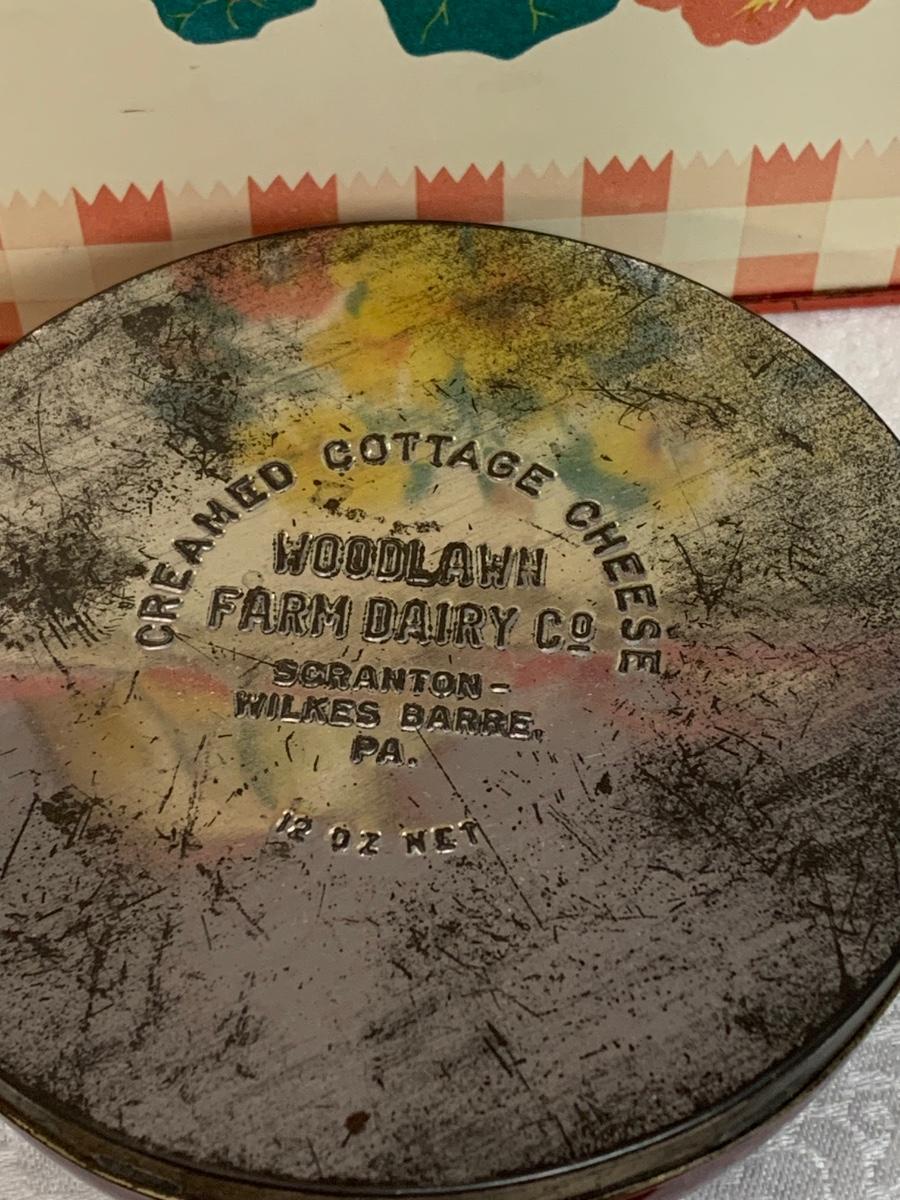 CREAMED COTTAGE CHEESE
WOODLAWN
FARM DAIRY Co
SCRANTON-
WILKES BARRE,
PA.
12 OZ NET